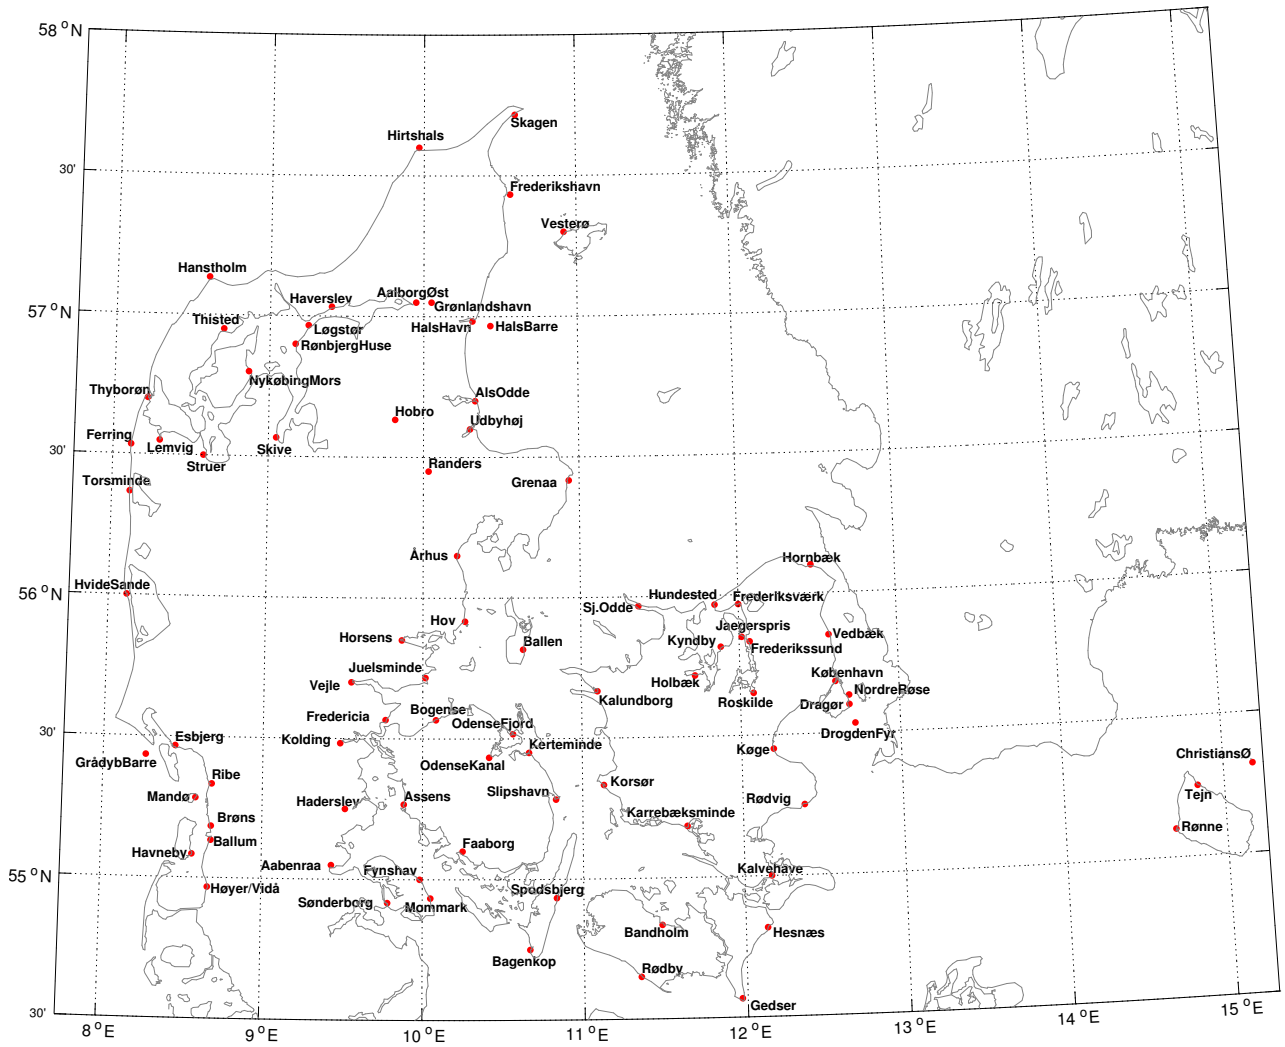 58 °N
Skagen
Hirtshals
30'
Frederikshavn
Vesterø
Hanstholm
AalborgØst
Haverslev
Grønlandshavn
57 °N
Thisted
Løgstør
HalsHavn
HalsBarre
RønbjergHuse
NykøbingMors
Thyborøn
AlsOdde
Hobro
Udbyhøj
Ferring
Lemvig
Skive
30'
Struer
Randers
Torsminde
Grenaa
Århus
Hornbæk
HvideSande
56 °N
Hundested
Frederiksværk
Sj.Odde
Hov
Jaegerspris
Vedbæk
Horsens
Ballen
Kyndby
Frederikssund
Juelsminde
København
Vejle
Holbæk
NordreRøse
Kalundborg
Roskilde
Dragør
Bogense
Fredericia
OdenseFjord
DrogdenFyr
30'
Esbjerg
Kolding
Kerteminde
Køge
ChristiansØ
GrådybBarre
OdenseKanal
Ribe
Korsør
Slipshavn
Tejn
Mandø
Haderslev
Assens
Rødvig
Karrebæksminde
Brøns
Rønne
Ballum
Faaborg
Havneby
Aabenraa
Fynshav
Kalvehave
55 °N
Høyer/Vidå
Spodsbjerg
Sønderborg
Mommark
Bandholm
Hesnæs
Bagenkop
Rødby
Gedser
30'
8 °E
9 °E
10 °E
11 °E
12 °E
13 °E
14 °E
15 °E